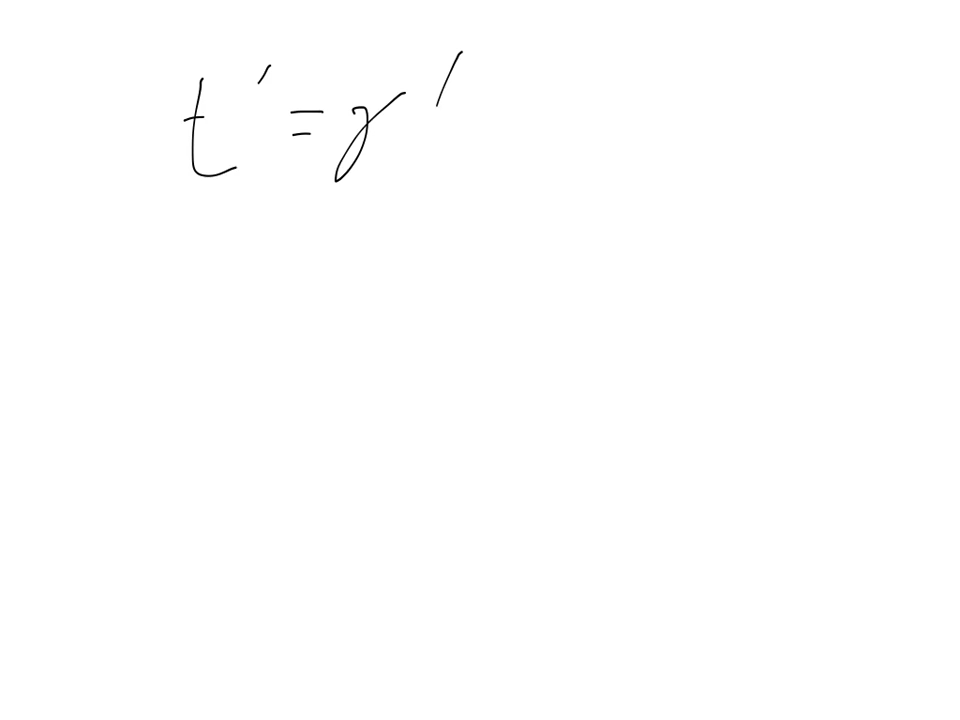 t' = γ'